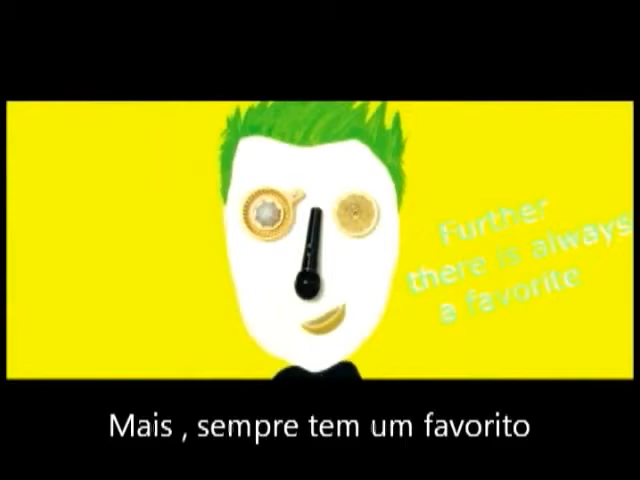 Further
there is always
a favorite
Mais , sempre tem um favorito